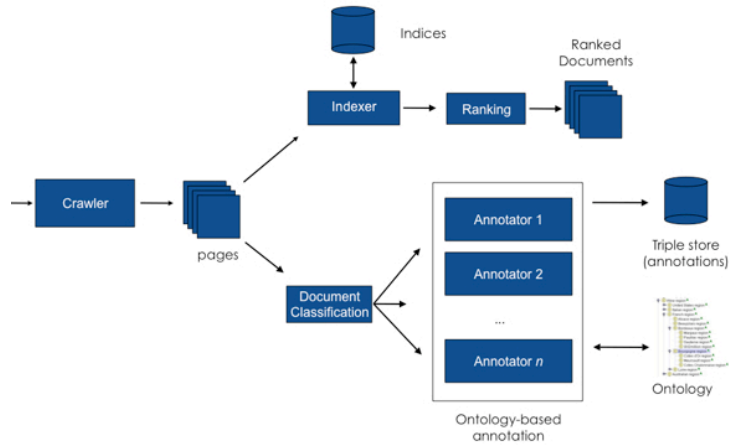 Indices
Ranked
Documents
Indexer
Ranking
Crawler
pages
Document
Classification
Annotator 1
Annotator 2
...
Annotator n
Ontology-based
annotation
Triple store
(annotations)
Ontology